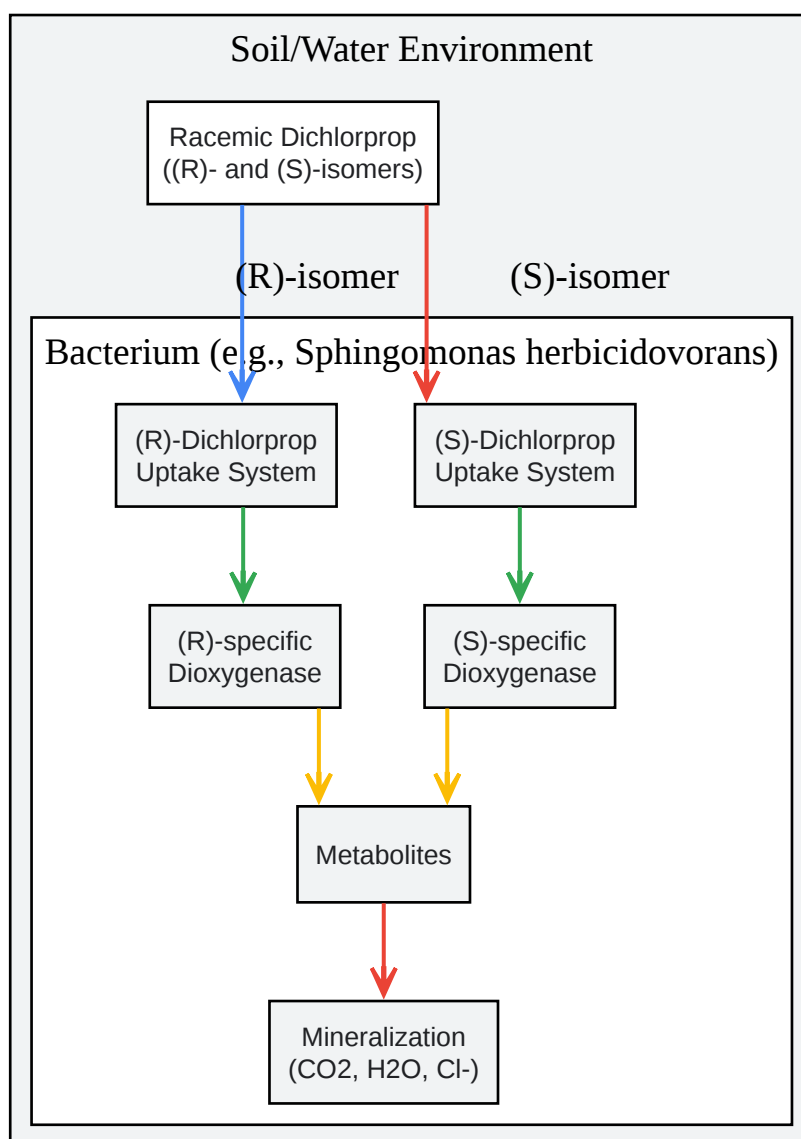 Soil/Water Environment
Racemic Dichlorprop
((R)- and (S)-isomers)
(R)-isomer
(S)-isomer
Bacterium (e.g., Sphingomonas herbicidovorans)
(R)-Dichlorprop
Uptake System
(S)-Dichlorprop
Uptake System
(R)-specific
Dioxygenase
(S)-specific
Dioxygenase
Metabolites
Mineralization
(CO2, H2O, Cl-)